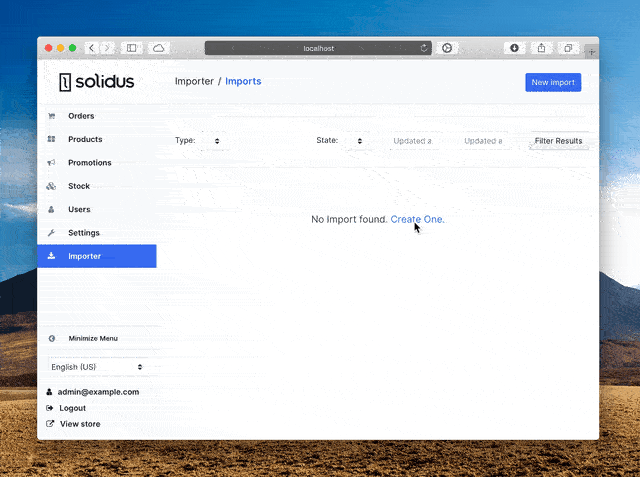 localhost
solidus
Importer / Imports
New Import
Orders
Products
Promotions
Stock
Users
Settings
Importer
Type:
State:
Updated a
Updated a
Filter Results
No Import found. Create One.
Minimize Menu
English (US)
admin@example.com
Logout
View store